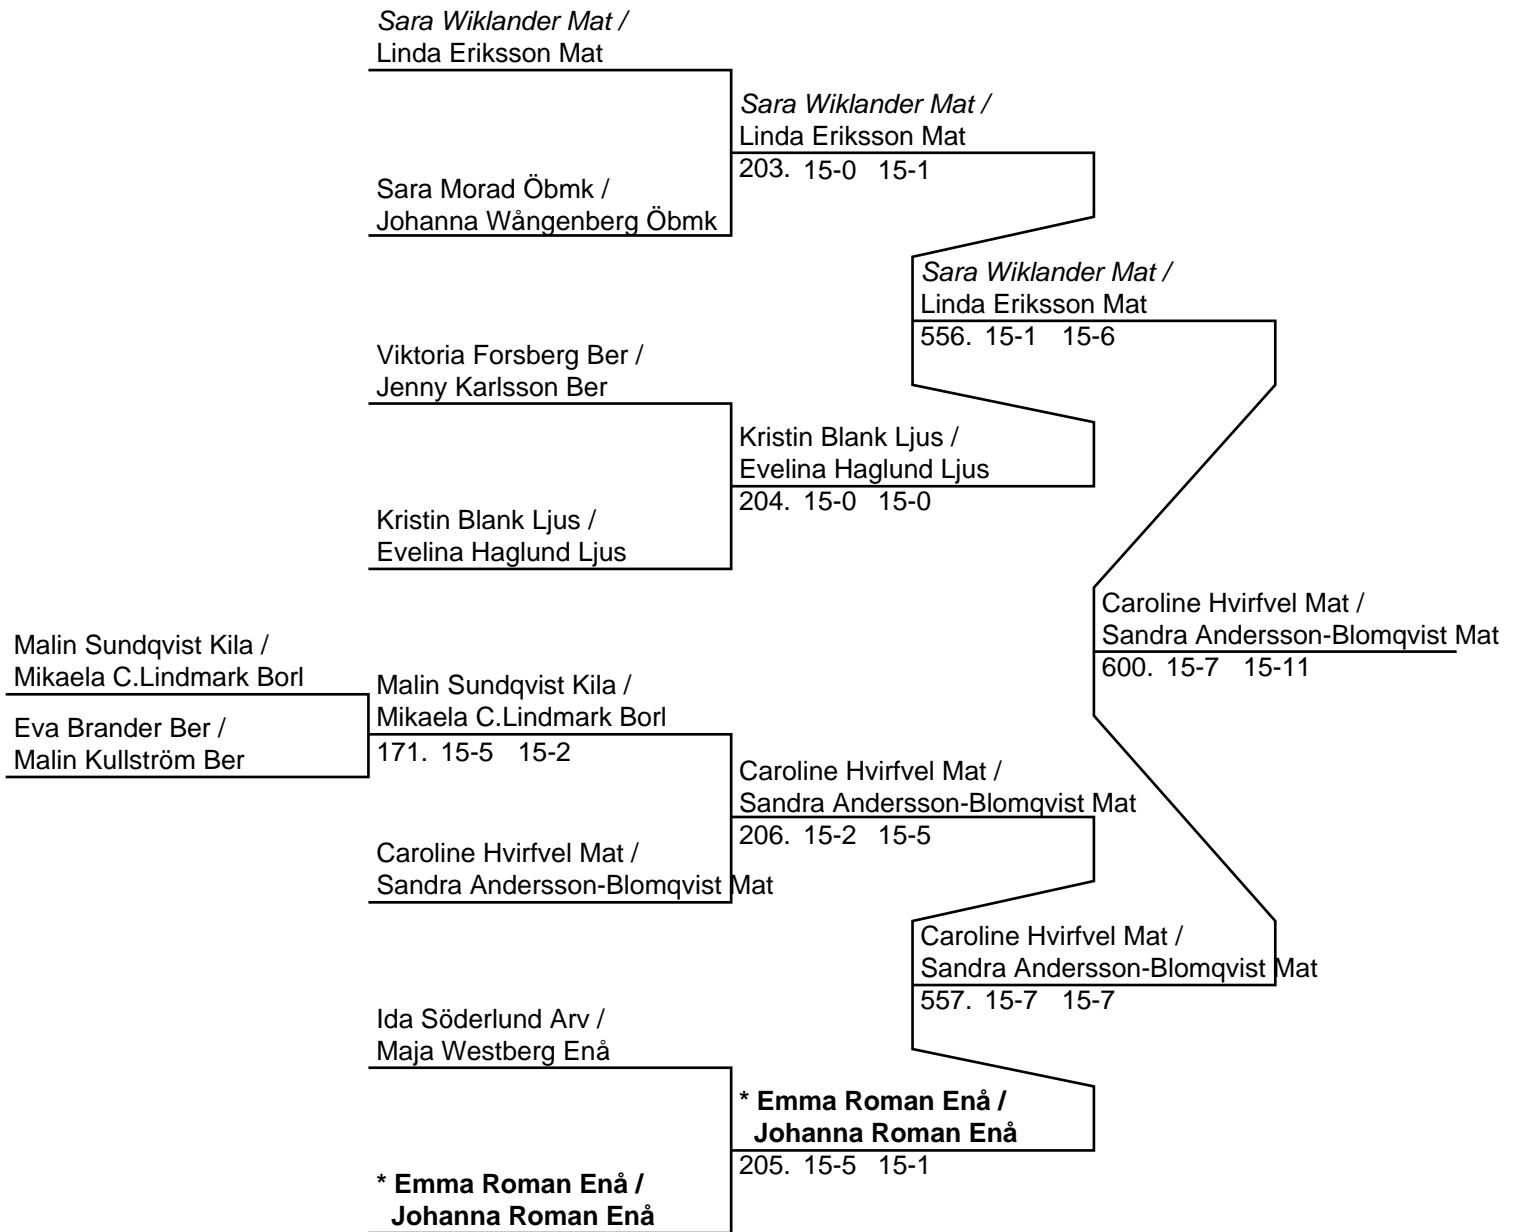 Sara Wiklander Mat /
Linda Eriksson Mat
Sara Wiklander Mat /
Linda Eriksson Mat
203. 15-0 15-1
Sara Morad Öbmk /
Johanna Wångenberg Öbmk
Sara Wiklander Mat /
Linda Eriksson Mat
556. 15-1 15-6
Viktoria Forsberg Ber /
Jenny Karlsson Ber
Kristin Blank Ljus /
Evelina Haglund Ljus
204. 15-0 15-0
Kristin Blank Ljus /
Evelina Haglund Ljus
Caroline Hvirfvel Mat /
Sandra Andersson-Blomqvist Mat
600. 15-7 15-11
Malin Sundqvist Kila /
Mikaela C.Lindmark Borl
Malin Sundqvist Kila /
Mikaela C.Lindmark Borl
171. 15-5 15-2
Eva Brander Ber /
Malin Kullström Ber
Caroline Hvirfvel Mat /
Sandra Andersson-Blomqvist Mat
206. 15-2 15-5
Caroline Hvirfvel Mat /
Sandra Andersson-Blomqvist Mat
Caroline Hvirfvel Mat /
Sandra Andersson-Blomqvist Mat
557. 15-7 15-7
Ida Söderlund Arv /
Maja Westberg Enå
* Emma Roman Enå /
Johanna Roman Enå
205. 15-5 15-1
* Emma Roman Enå /
Johanna Roman Enå